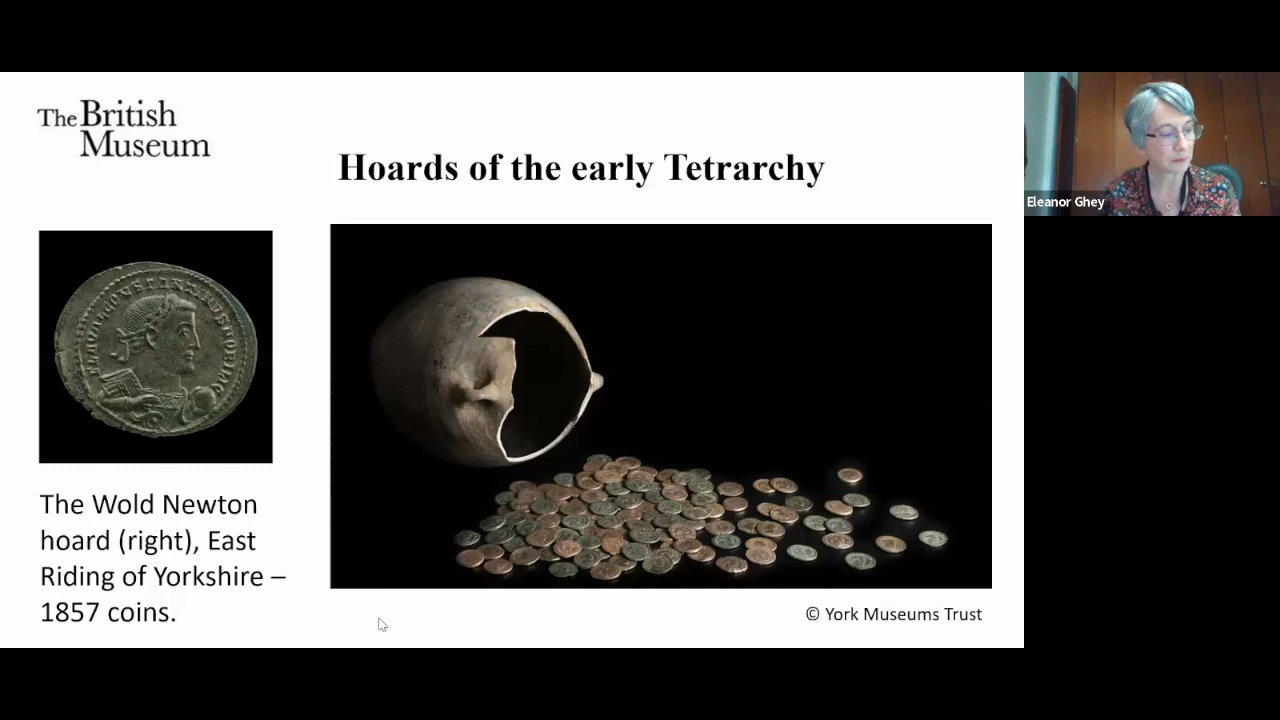 The British
Museum
Hoards of the early Tetrarchy
Eleanor Ghey
The Wold Newton
hoard (right), East
Riding of Yorkshire –
1857 coins.
© York Museums Trust